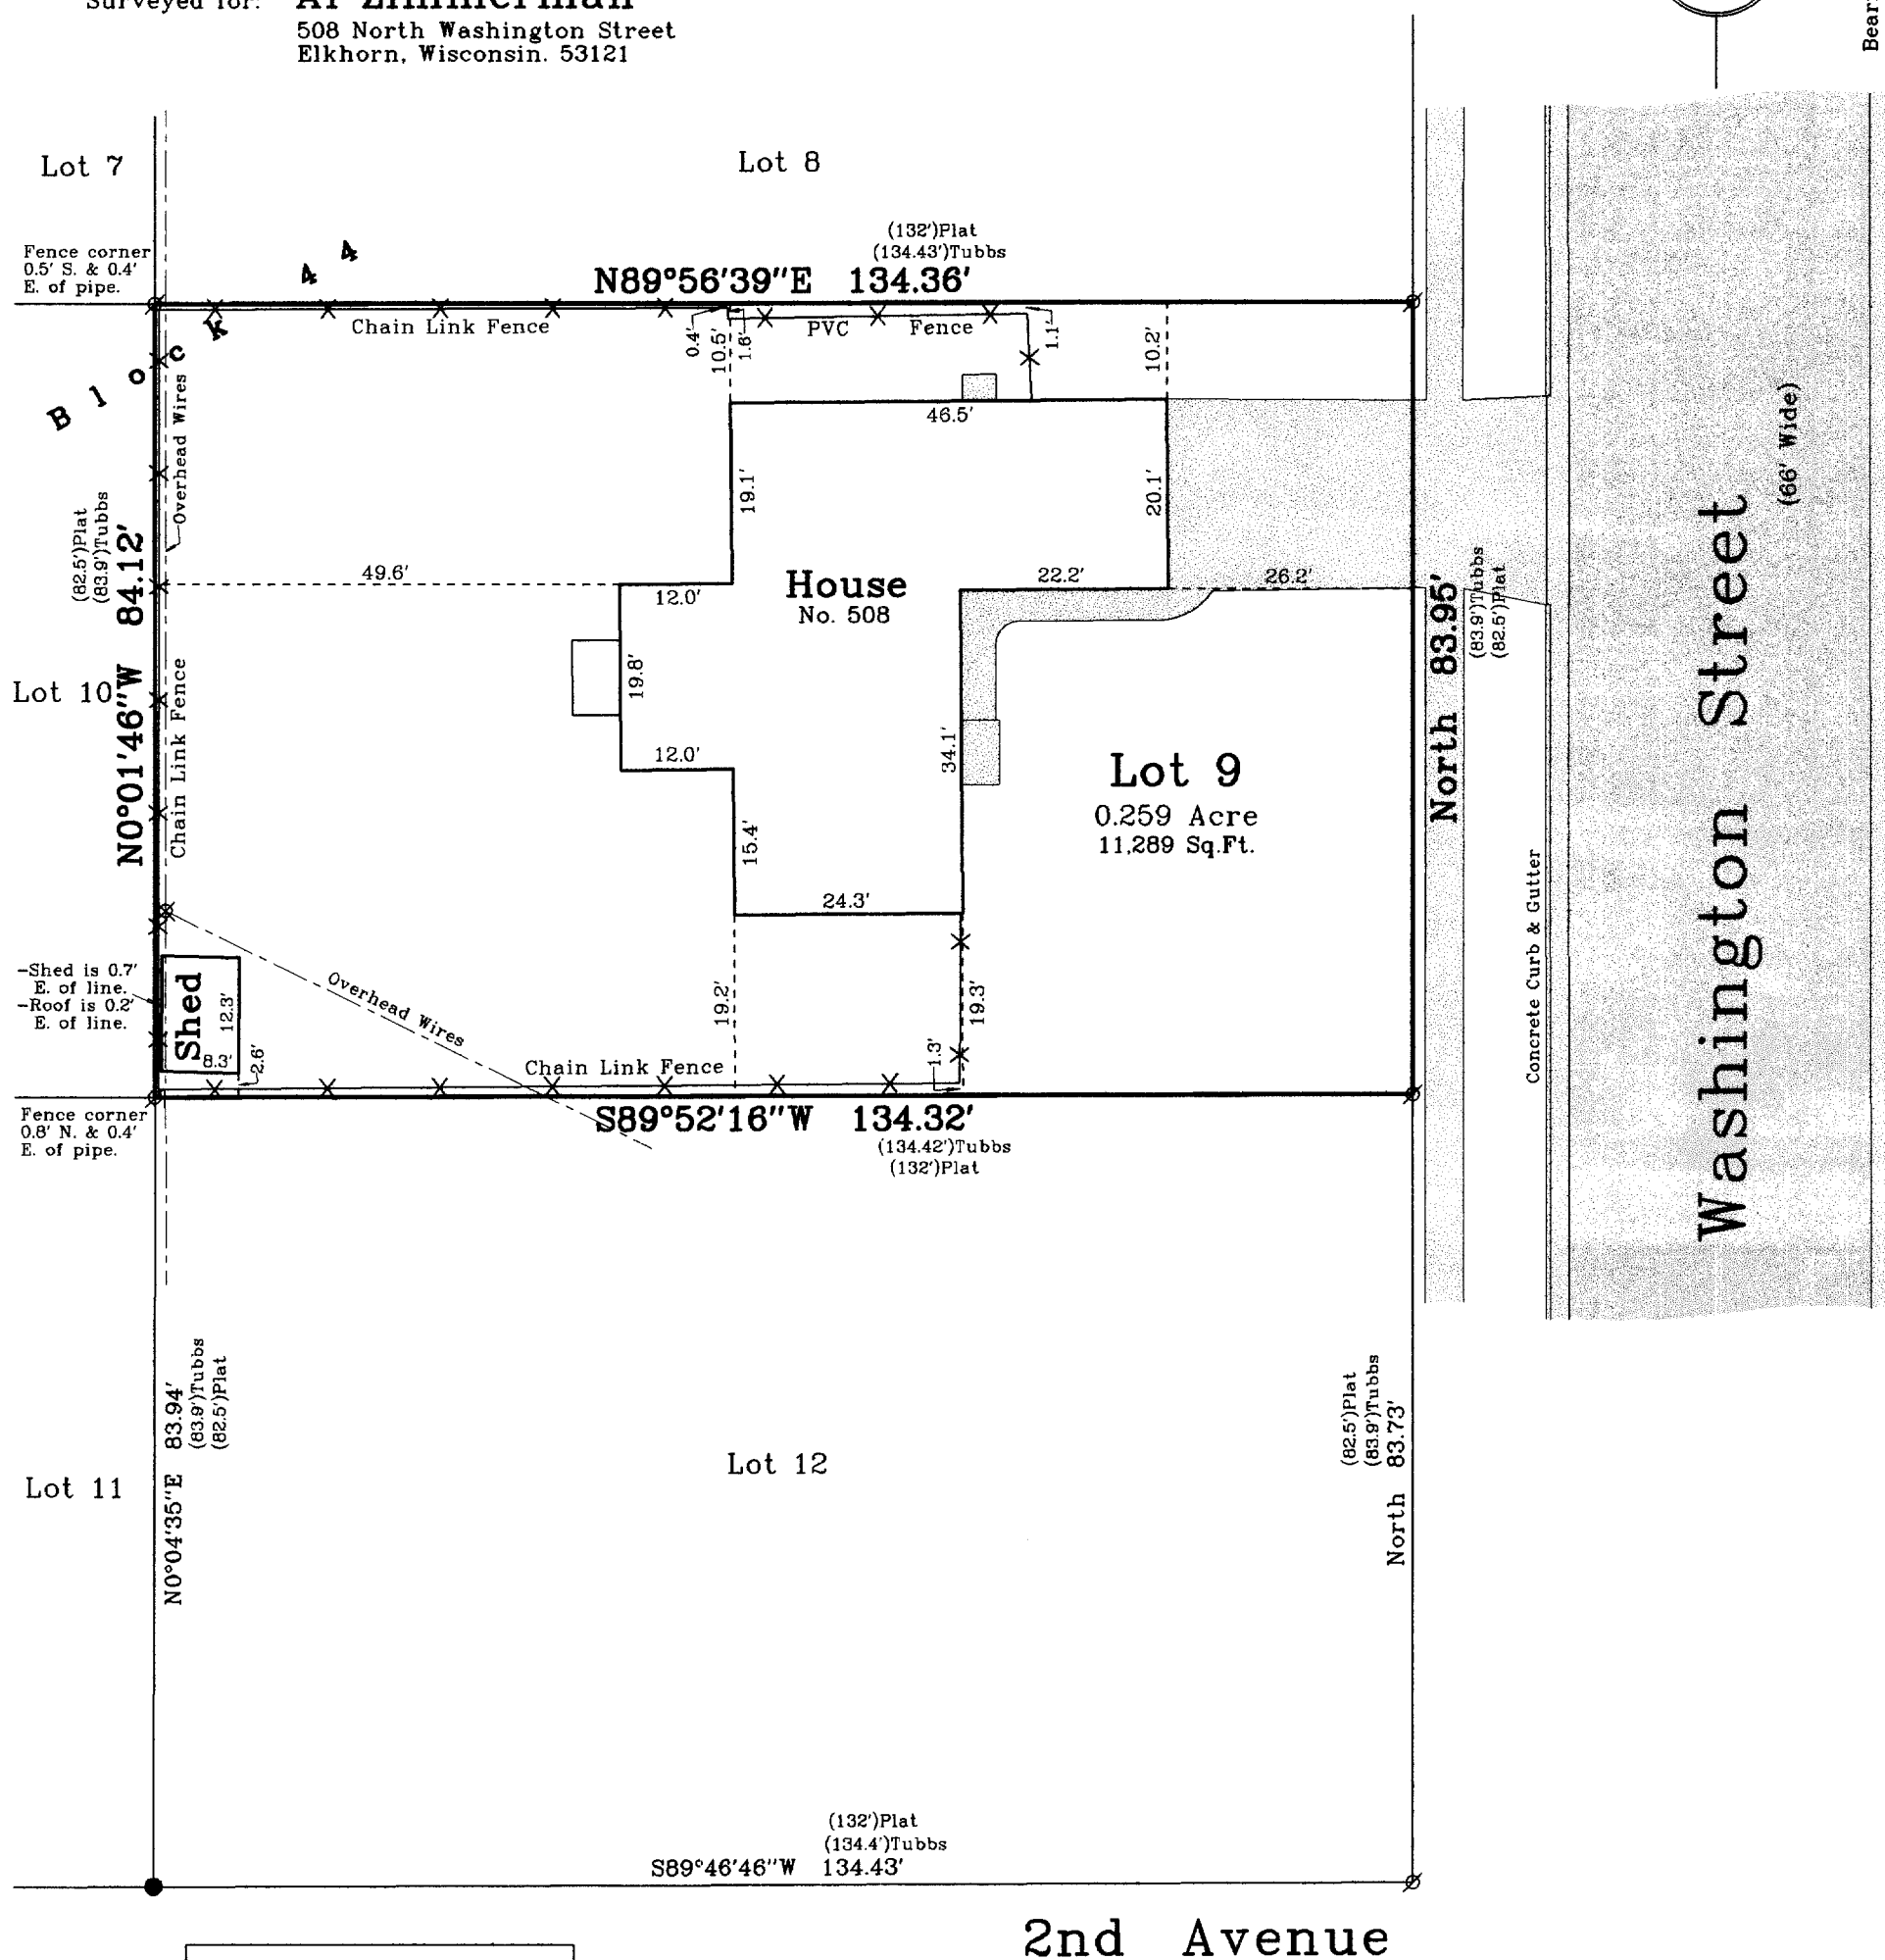 Surveyed for: Al Zimmerman
508 North Washington Street
Elkhorn, Wisconsin. 53121
Lot 7
Lot 8
Fence corner
0.5' S. & 0.4'
E. of pipe.
Block 44
(132')Plat
(134.43')Tubbs
N89°56'39"E 134.36'
Chain Link Fence
0.4'
10.5'
1.6'
PVC Fence
1.1'
10.2'
Overhead Wires
46.5'
19.1'
20.1'
(66' Wide)
(82.5')Plat
(83.9')Tubbs
N0°01'46"W 84.12'
49.6'
12.0'
House
No. 508
22.2'
26.2'
North 83.95'
(83.9')Tubbs
(82.5')Plat
Washington Street
Lot 10
Chain Link Fence
19.8'
12.0'
34.1'
15.4'
24.3'
Lot 9
0.259 Acre
11,289 Sq.Ft.
Concrete Curb & Gutter
-Shed is 0.7'
E. of line.
-Roof is 0.2'
E. of line.
Shed
12.3'
8.3'
2.6'
Overhead Wires
19.2'
19.3'
1.3'
Chain Link Fence
Fence corner
0.8' N. & 0.4'
E. of pipe.
S89°52'16"W 134.32'
(134.42')Tubbs
(132')Plat
N0°04'35"E 83.94'
(83.9')Tubbs
(82.5')Plat
Lot 11
Lot 12
(82.5')Plat
(83.9')Tubbs
North 83.73'
(132')Plat
(134.4')Tubbs
S89°46'46"W 134.43'
2nd Avenue